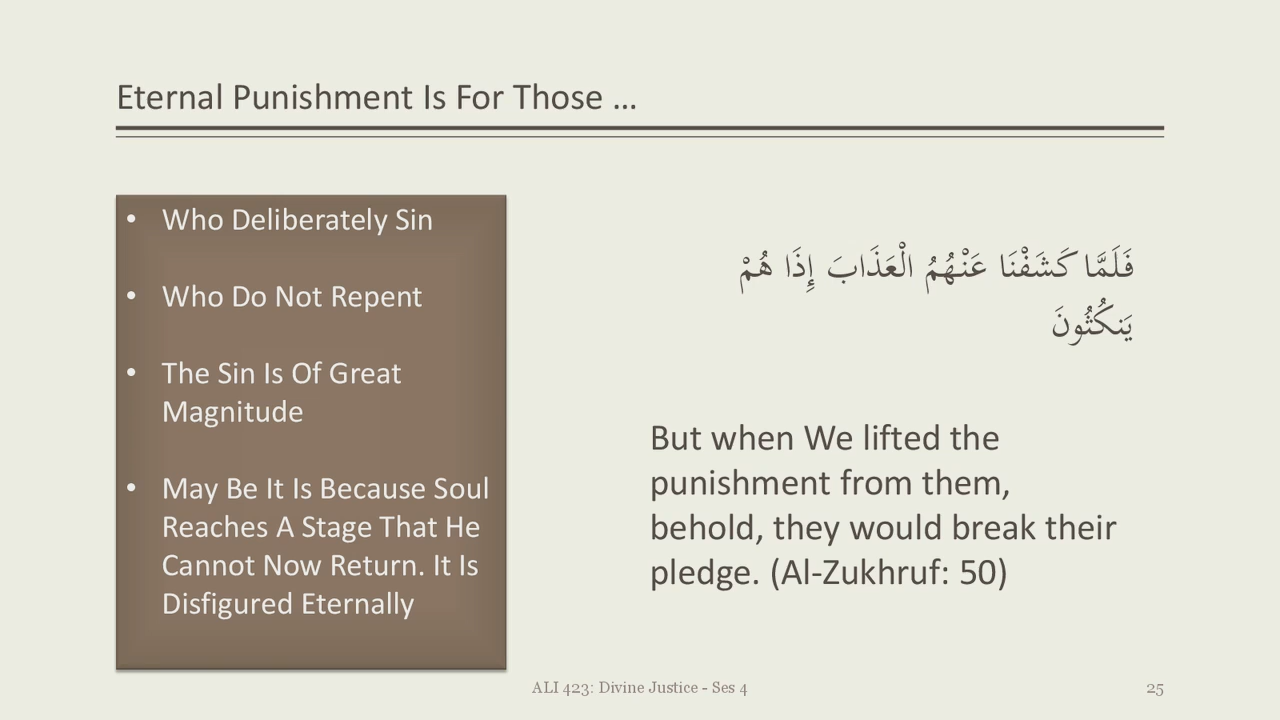 Eternal Punishment Is For Those ...
• Who Deliberately Sin
• Who Do Not Repent
• The Sin Is Of Great
Magnitude
• May Be It Is Because Soul
Reaches A Stage That He
Cannot Now Return. It Is
Disfigured Eternally
فَلَمَّا كَشَفْنَا عَنْهُمُ الْعَذَابَ إِذَا هُمْ
يَنكُثُونَ
But when We lifted the
punishment from them,
behold, they would break their
pledge. (Al-Zukhruf: 50)
ALI 423: Divine Justice - Ses 4
25